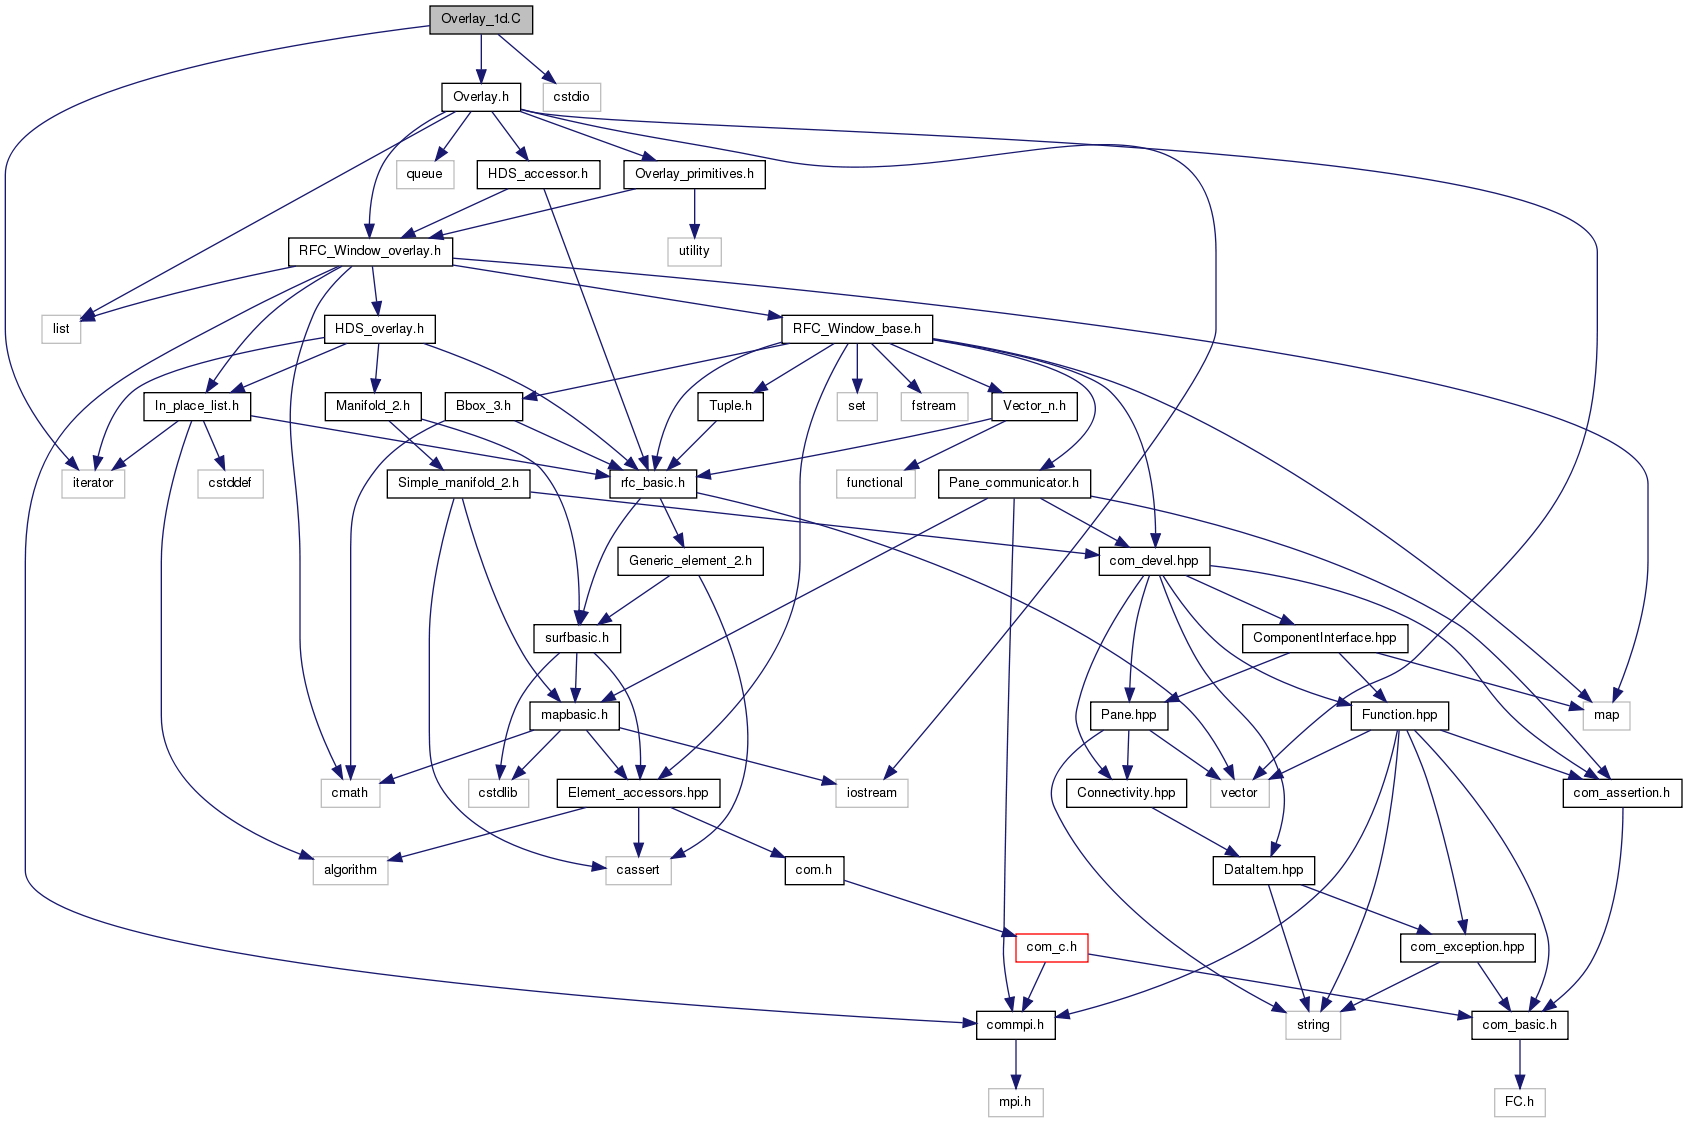 Overlay_1d.C
Overlay.h
cstdio
queue
HDS_accessor.h
Overlay_primitives.h
RFC_Window_overlay.h
utility
list
HDS_overlay.h
RFC_Window_base.h
In_place_list.h
Manifold_2.h
Bbox_3.h
Tuple.h
set
fstream
Vector_n.h
iterator
cstddef
Simple_manifold_2.h
rfc_basic.h
functional
Pane_communicator.h
Generic_element_2.h
com_devel.hpp
surfbasic.h
ComponentInterface.hpp
mapbasic.h
Pane.hpp
Function.hpp
map
cmath
cstdlib
Element_accessors.hpp
iostream
Connectivity.hpp
vector
com_assertion.h
algorithm
cassert
com.h
DataItem.hpp
com_c.h
com_exception.hpp
commpi.h
string
com_basic.h
mpi.h
FC.h